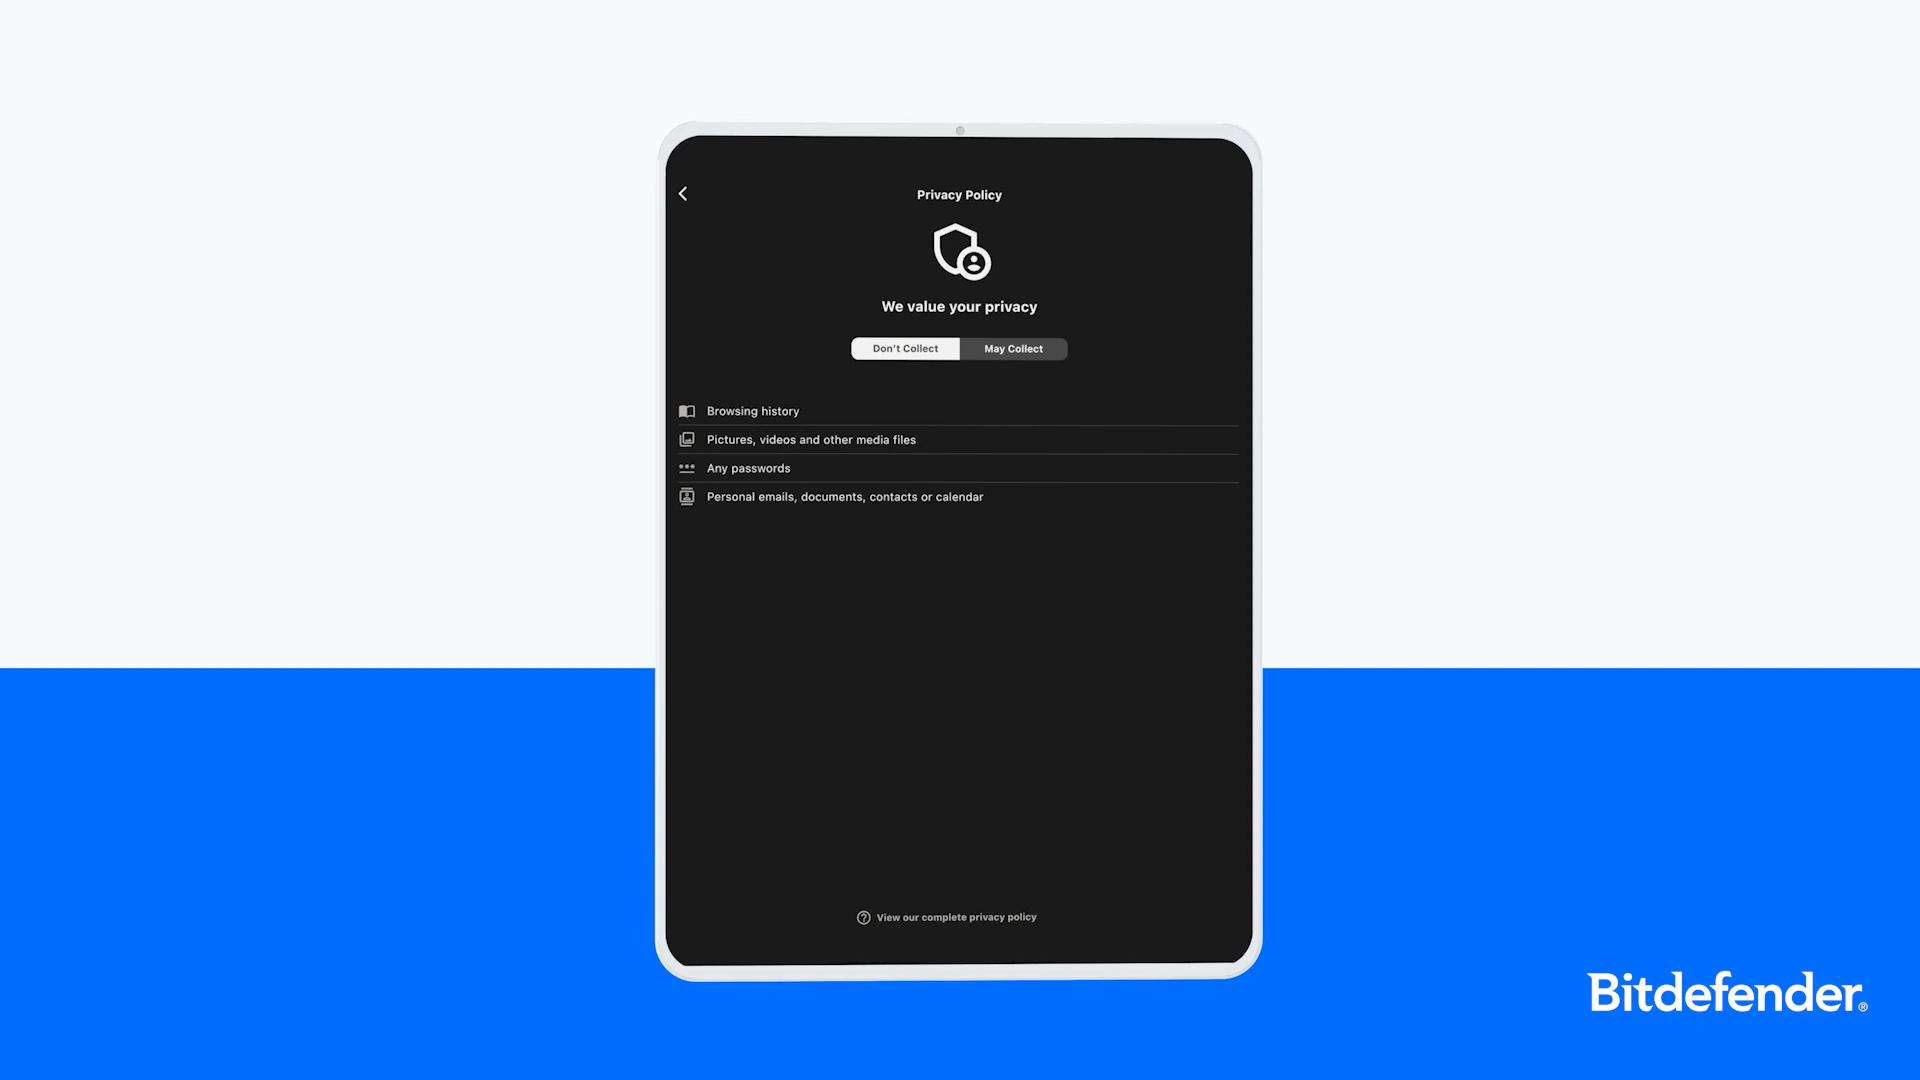 Privacy Policy
We value your privacy
Don't Collect
May Collect
Browsing history
Pictures, videos and other media files
Any passwords
Personal emails, documents, contacts or calendar
View our complete privacy policy
Bitdefender®